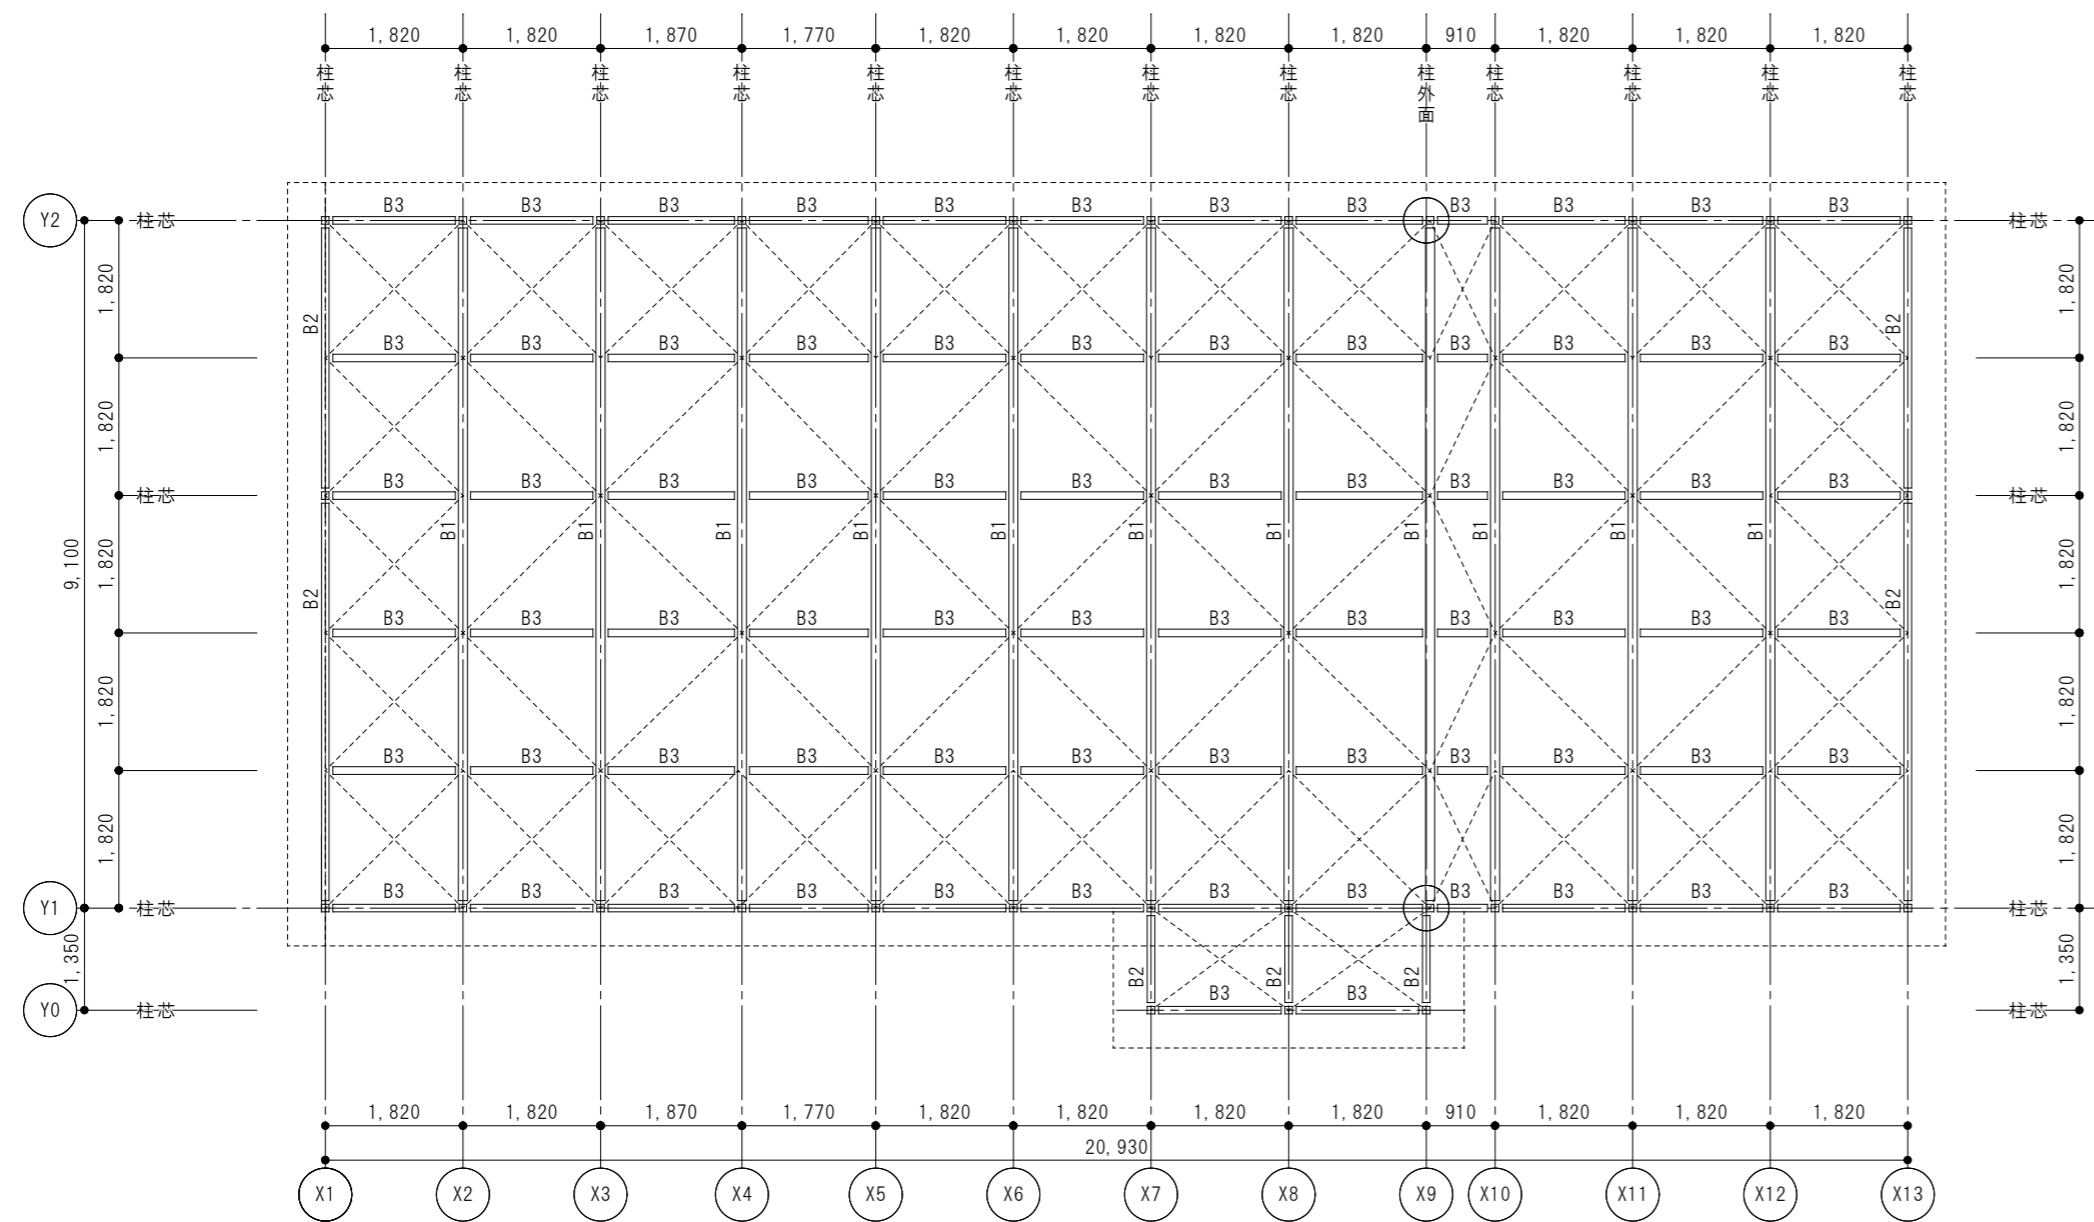 1,820 1,820 1,870 1,770 1,820 1,820 1,820 1,820 910 1,820 1,820 1,820
柱芯 柱芯 柱芯 柱芯 柱芯 柱芯 柱芯 柱芯 柱外面 柱芯 柱芯 柱芯 柱芯
B3 B3 B3 B3 B3 B3 B3 B3 B3 B3 B3 B3
Y2 柱芯 柱芯
1,820 1,820
B2 B2
B3 B3 B3 B3 B3 B3 B3 B3 B3 B3 B3 B3
1,820 1,820
B3 B3 B3 B3 B3 B3 B3 B3 B3 B3 B3 B3
柱芯 柱芯
B1 B1 B1 B1 B1 B1 B1 B1 B1 B1 B1
9,100 1,820 1,820
B2 B2
B3 B3 B3 B3 B3 B3 B3 B3 B3 B3 B3 B3
1,820 1,820
B3 B3 B3 B3 B3 B3 B3 B3 B3 B3 B3 B3
1,820 1,820
B3 B3 B3 B3 B3 B3 B3 B3 B3 B3 B3 B3
Y1 柱芯 柱芯
1,350 B2 B2 B2 1,350
B3 B3
Y0 柱芯 柱芯
1,820 1,820 1,870 1,770 1,820 1,820 1,820 1,820 910 1,820 1,820 1,820
20,930
X1 X2 X3 X4 X5 X6 X7 X8 X9 X10 X11 X12 X13